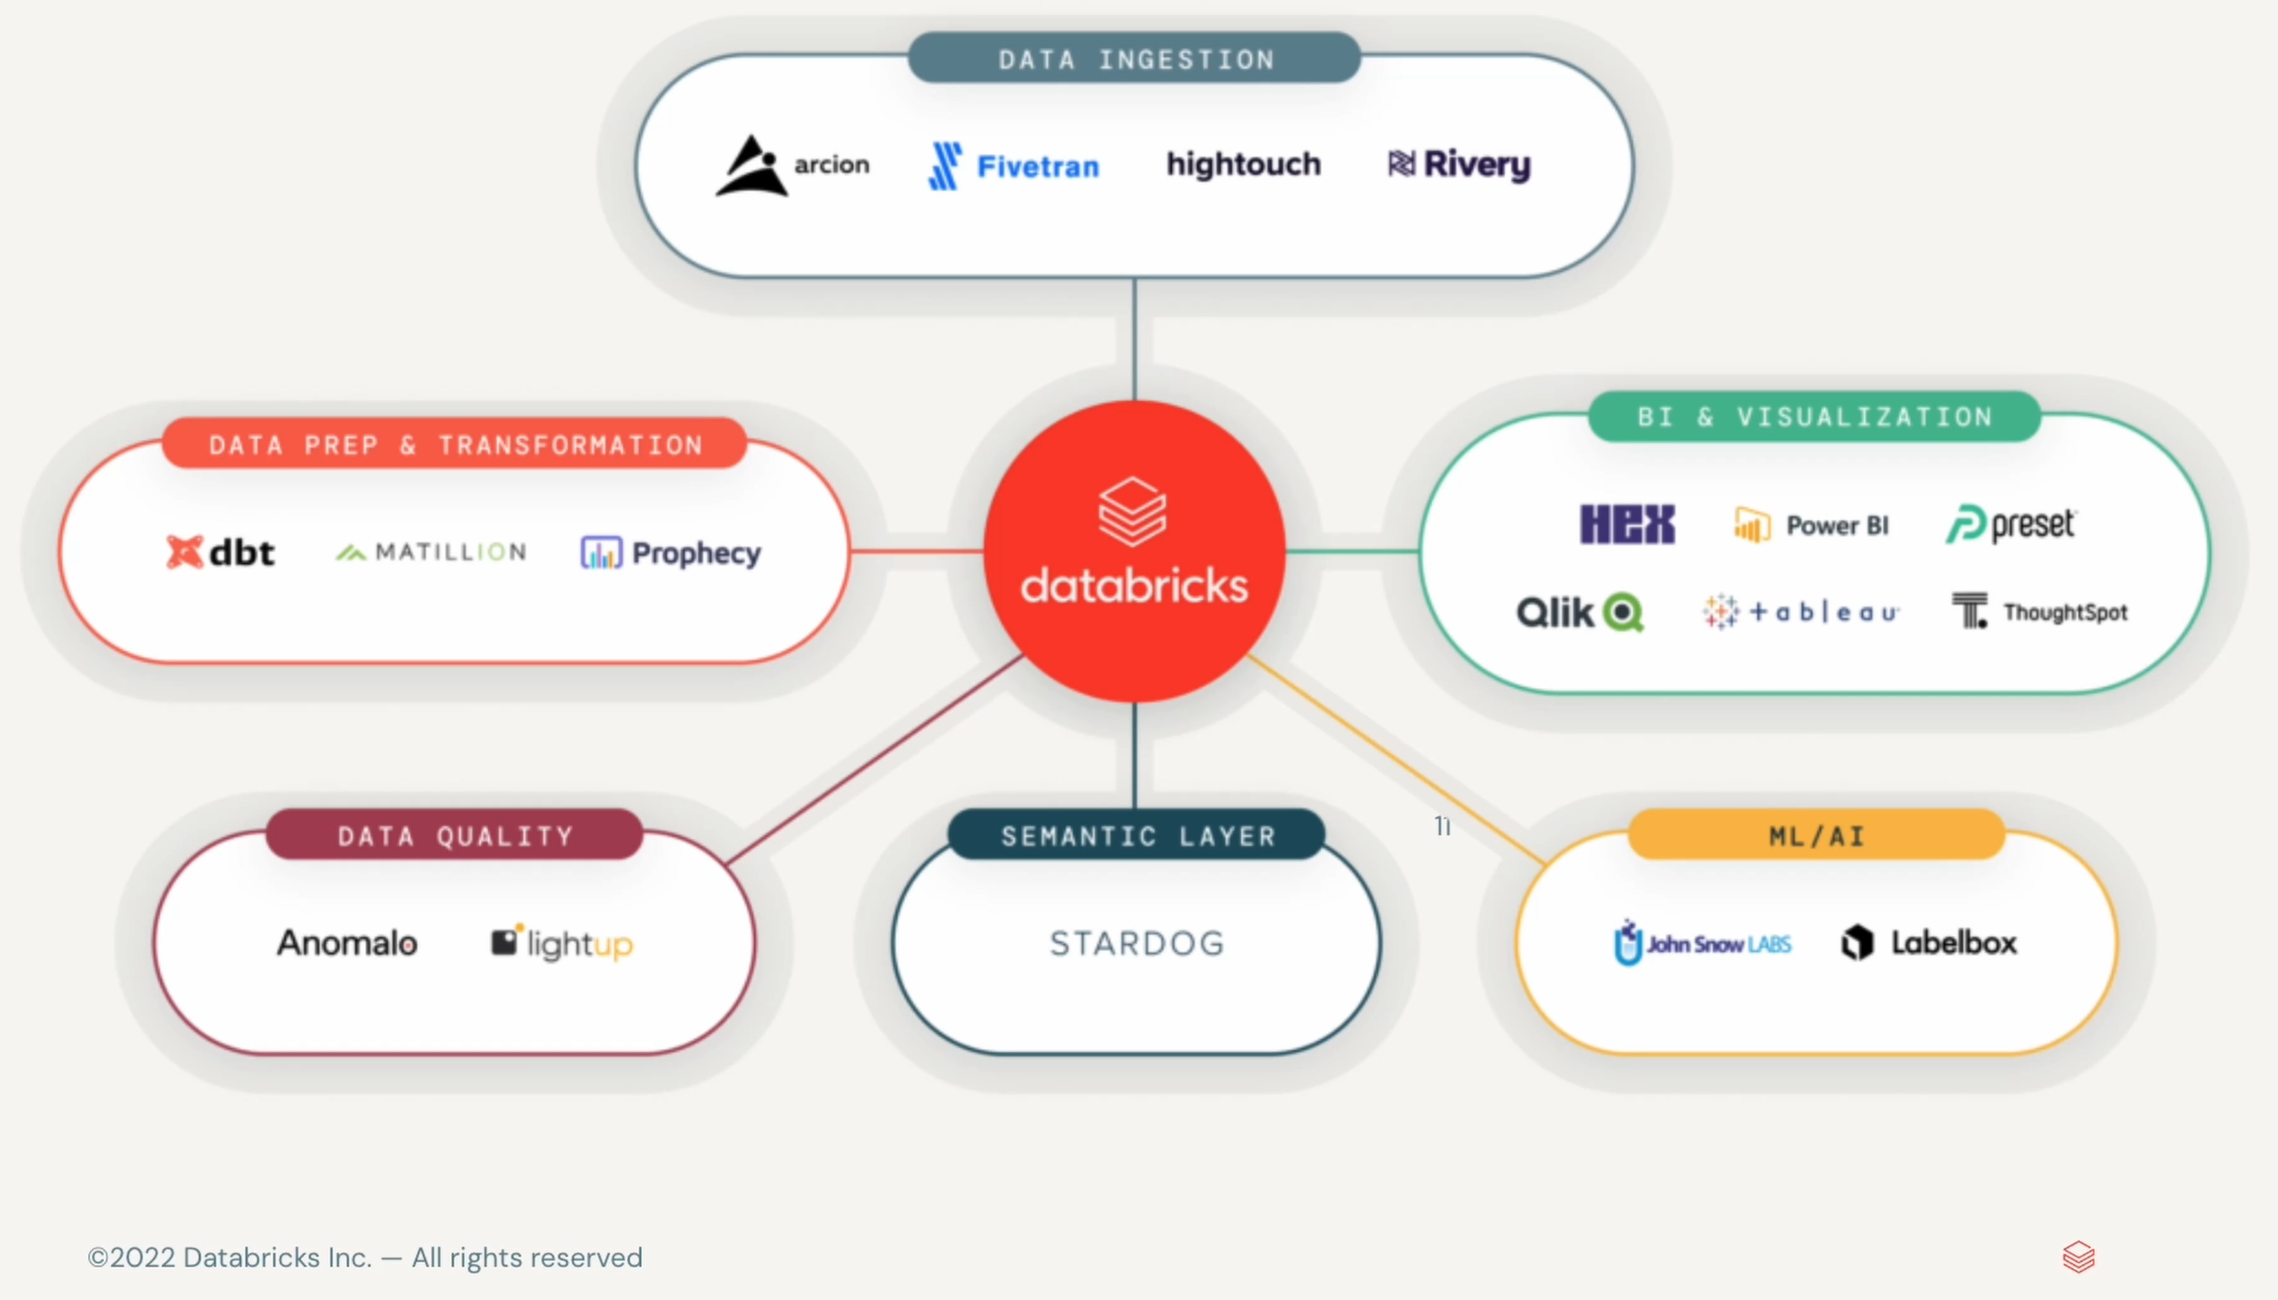 DATA INGESTION
arcion Fivetran hightouch Rivery
DATA PREP & TRANSFORMATION
dbt MATILLION Prophecy
databricks
BI & VISUALIZATION
HEX Power BI preset
Qlik +ableau ThoughtSpot
DATA QUALITY
Anomalo lightup
SEMANTIC LAYER
STARDOG
11
ML/AI
John Snow LABS Labelbox
©2022 Databricks Inc. — All rights reserved